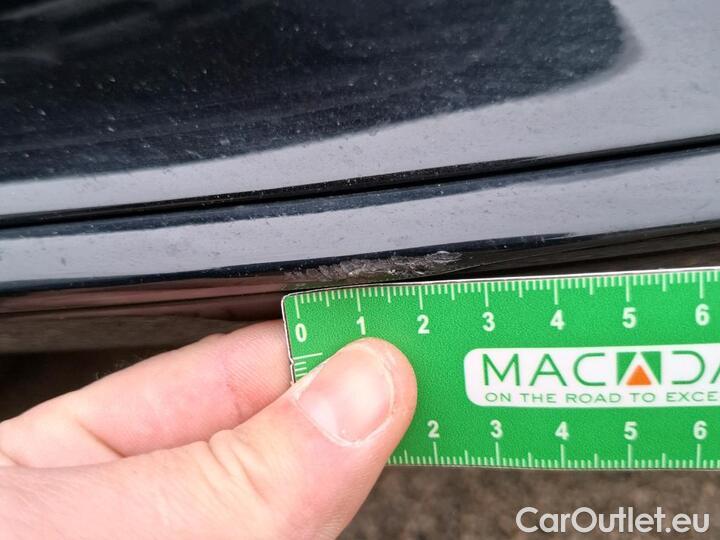 0 1 2 3 4 5 6
MACADA
ON THE ROAD TO EXCE
2 3 4 5 6
CarOutlet.eu